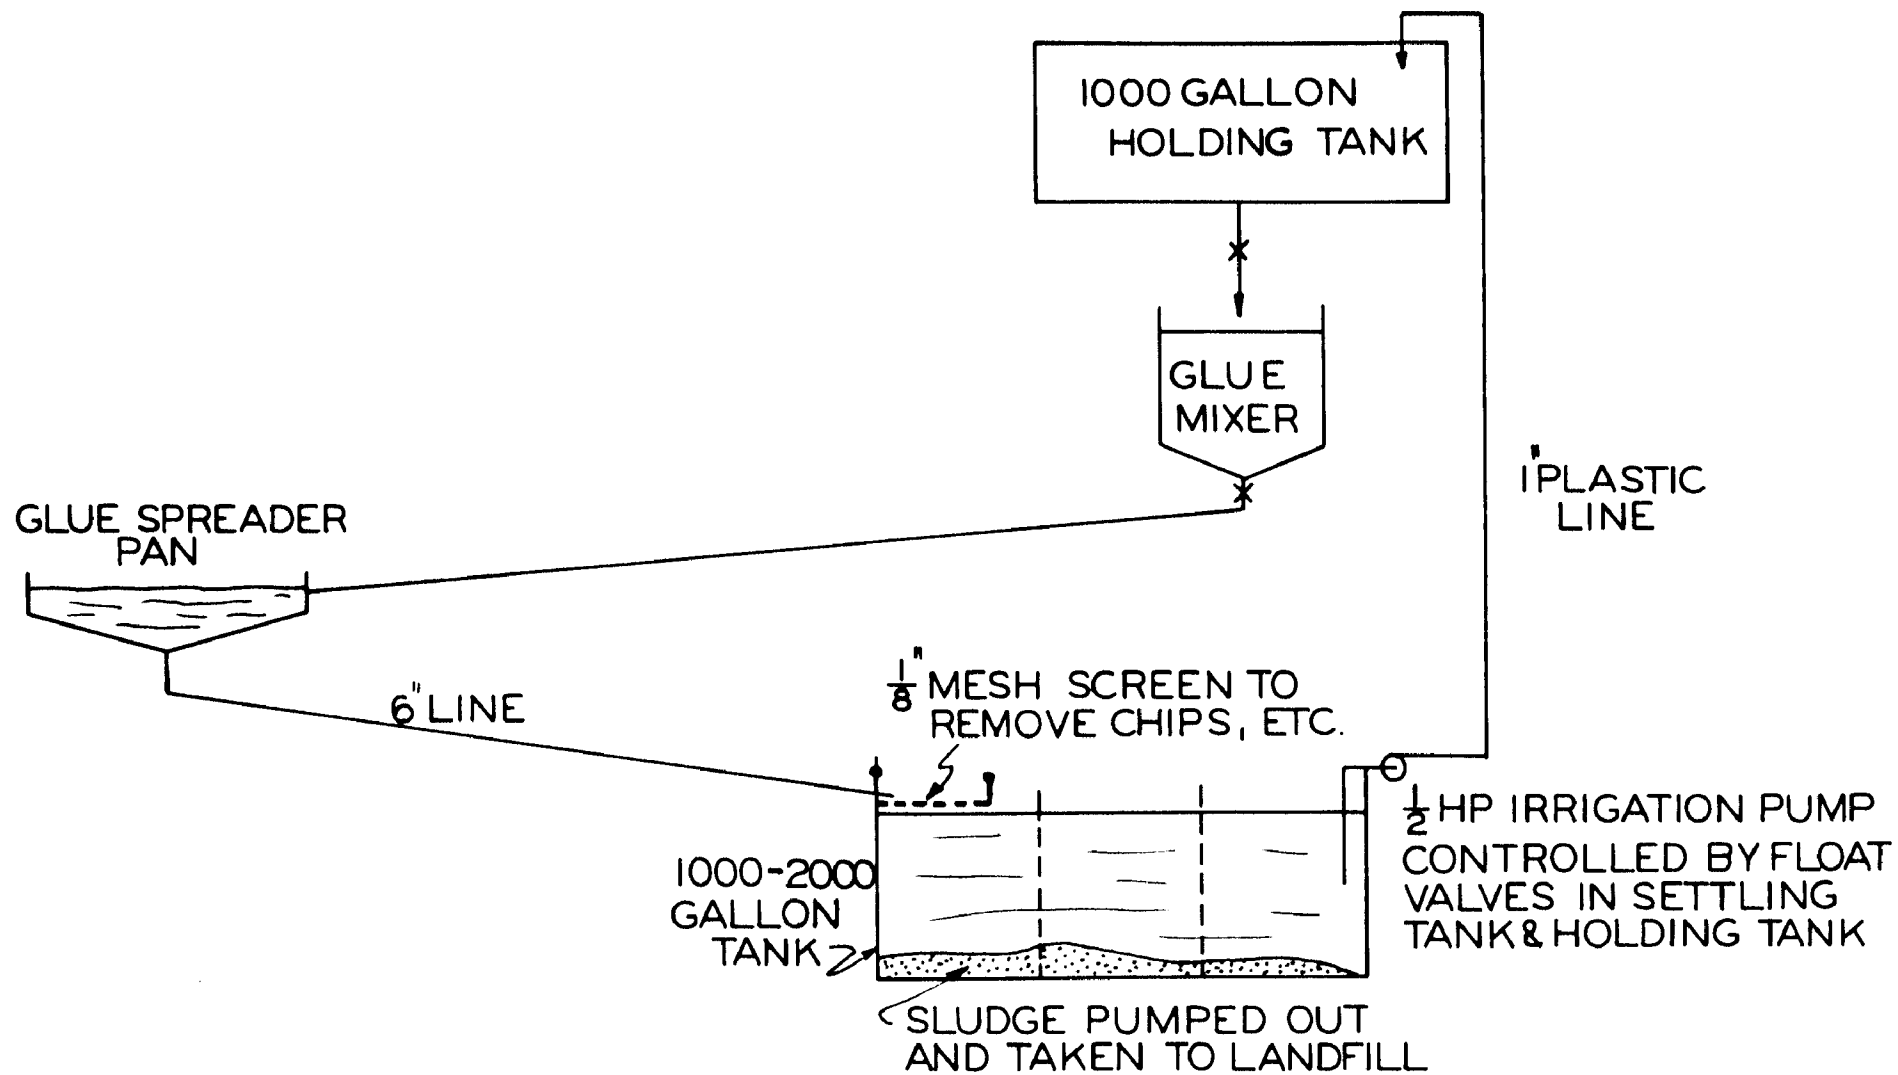 1000 GALLON
HOLDING TANK
GLUE
MIXER
1" PLASTIC
LINE
GLUE SPREADER
PAN
6" LINE
1/8" MESH SCREEN TO
REMOVE CHIPS, ETC.
1/2 HP IRRIGATION PUMP
CONTROLLED BY FLOAT
VALVES IN SETTLING
TANK & HOLDING TANK
1000-2000
GALLON
TANK
SLUDGE PUMPED OUT
AND TAKEN TO LANDFILL